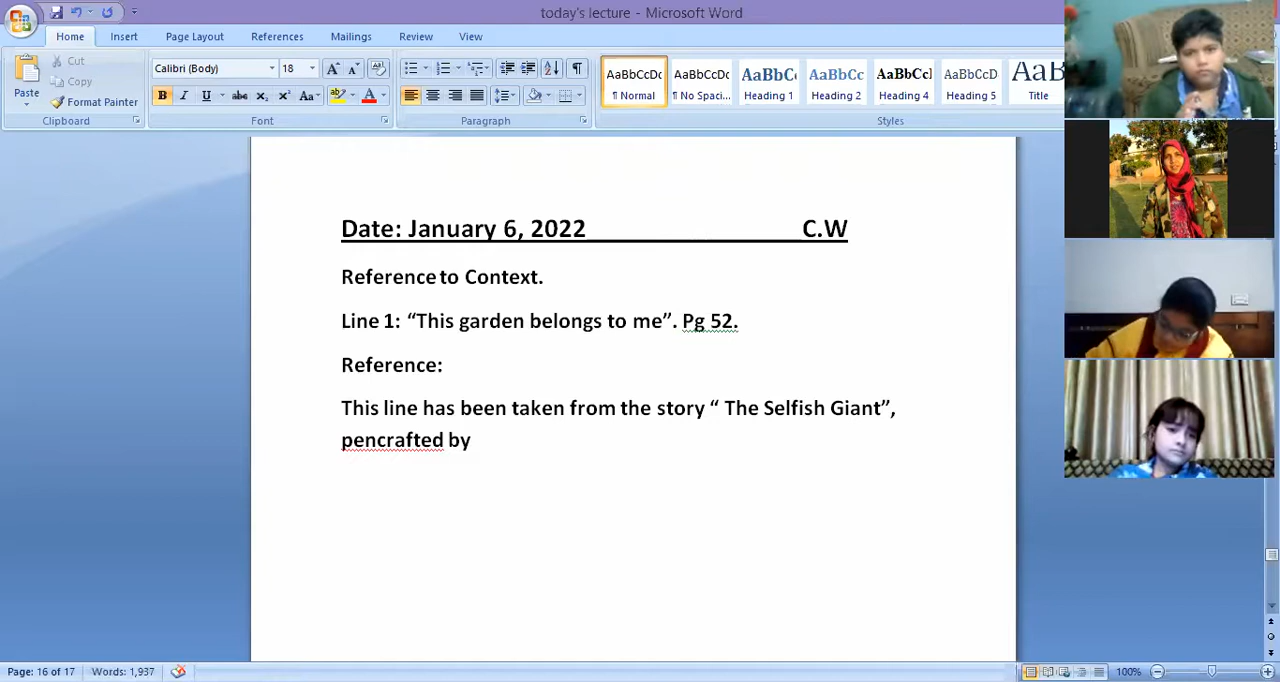 today's lecture - Microsoft Word
Home Insert Page Layout References Mailings Review View
Paste
Cut
Copy
Format Painter
Clipboard
Calibri (Body) 18
Font
Paragraph
AaBbCcDc AaBbCcDc AaBbC AaBbCc AaBbCcI AaBbCcD AaB
¶ Normal ¶ No Spaci... Heading 1 Heading 2 Heading 4 Heading 5 Title
Styles
Date: January 6, 2022 C.W
Reference to Context.
Line 1: “This garden belongs to me”. Pg 52.
Reference:
This line has been taken from the story “ The Selfish Giant”,
pencrafted by
Page: 16 of 17 Words: 1,937 100%